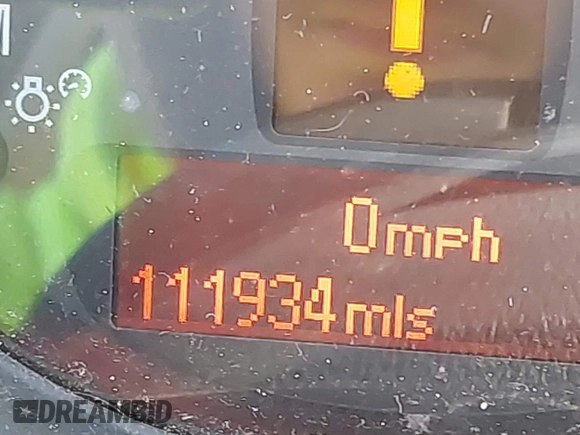 !
0mph
111934mls
DREAMBID